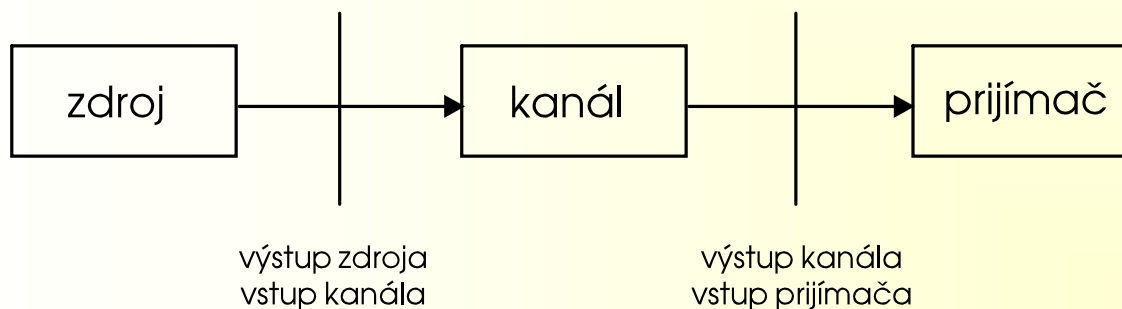 zdroj
kanál
prijímač
výstup zdroja
vstup kanála
výstup kanála
vstup prijímača